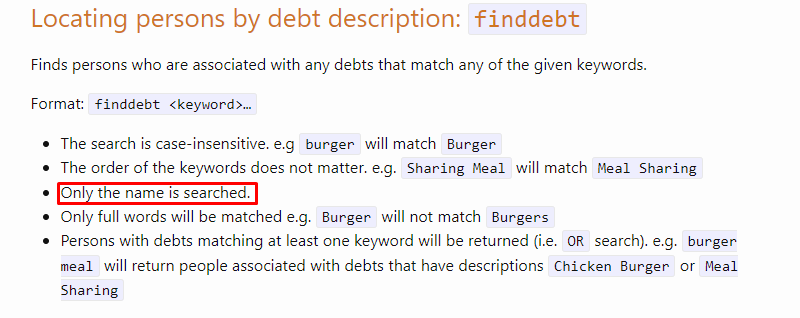 Locating persons by debt description: finddebt
Finds persons who are associated with any debts that match any of the given keywords.
Format: finddebt <keyword>…
The search is case-insensitive. e.g burger will match Burger
The order of the keywords does not matter. e.g. Sharing Meal will match Meal Sharing
Only the name is searched.
Only full words will be matched e.g. Burger will not match Burgers
Persons with debts matching at least one keyword will be returned (i.e. OR search). e.g. burger
meal will return people associated with debts that have descriptions Chicken Burger or Meal
Sharing